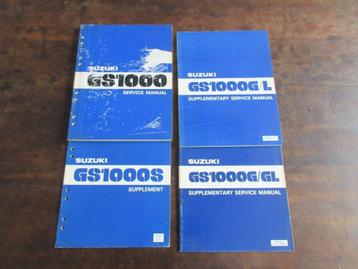 SUZUKI
GS1000
SERVICE MANUAL
SUZUKI
GS1000G/L
SUPPLEMENTARY SERVICE MANUAL
SUZUKI
GS1000S
SUPPLEMENT
SUZUKI
GS1000G/GL
SUPPLEMENTARY SERVICE MANUAL